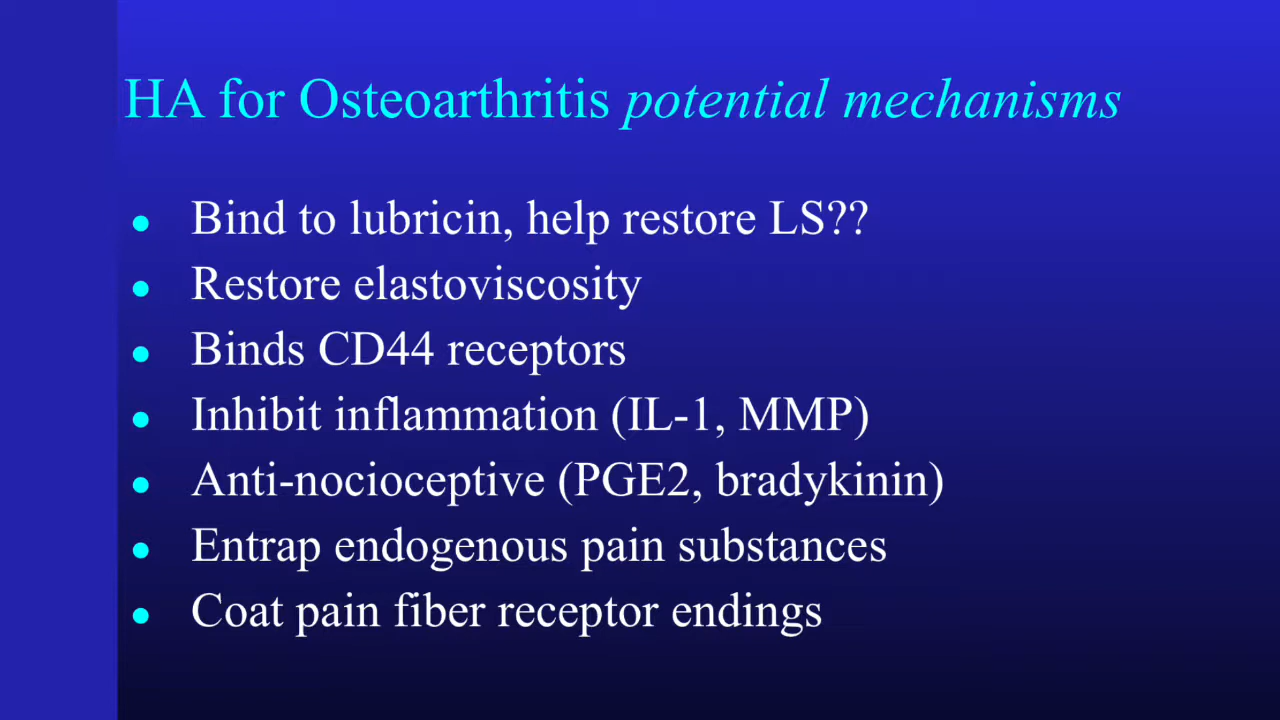 HA for Osteoarthritis potential mechanisms
● Bind to lubricin, help restore LS??
● Restore elastoviscosity
● Binds CD44 receptors
● Inhibit inflammation (IL-1, MMP)
● Anti-nocioceptive (PGE2, bradykinin)
● Entrap endogenous pain substances
● Coat pain fiber receptor endings